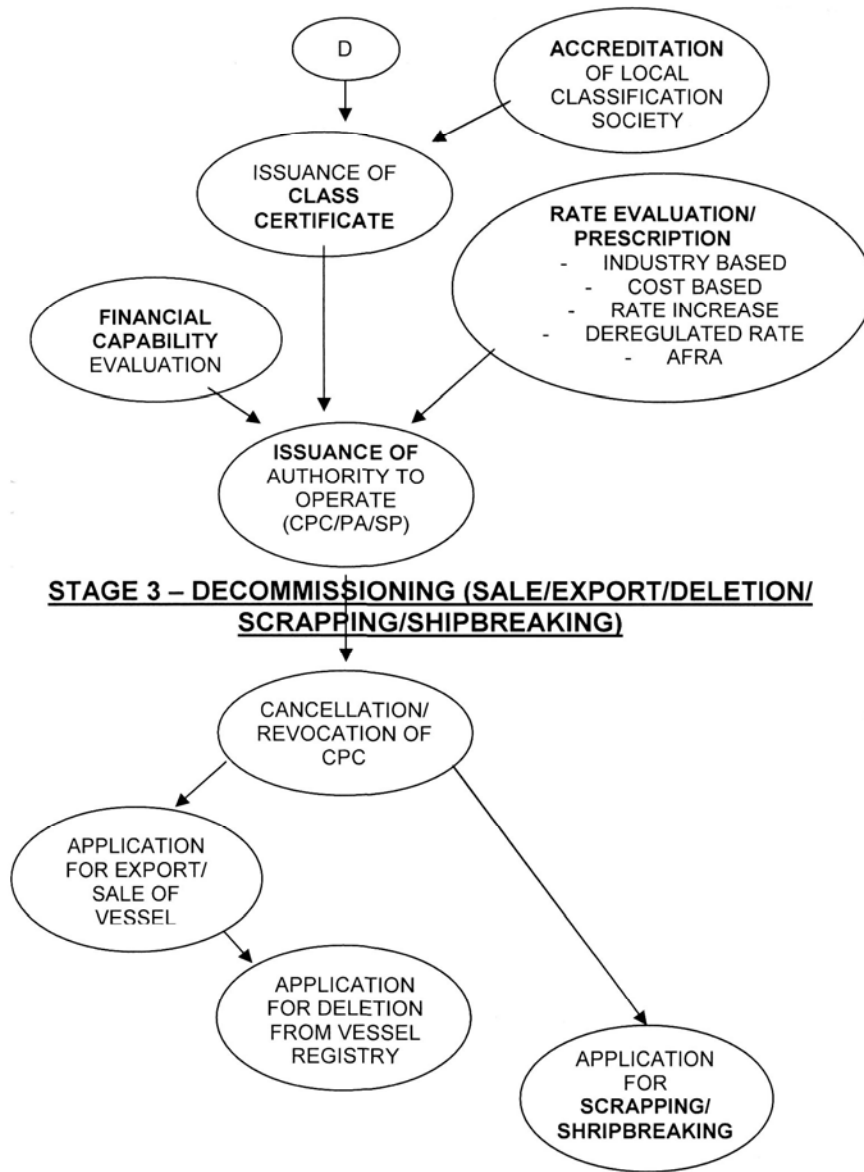 D
ACCREDITATION
OF LOCAL
CLASSIFICATION
SOCIETY
ISSUANCE OF
CLASS
CERTIFICATE
RATE EVALUATION/
PRESCRIPTION
- INDUSTRY BASED
- COST BASED
- RATE INCREASE
- DEREGULATED RATE
- AFRA
FINANCIAL
CAPABILITY
EVALUATION
ISSUANCE OF
AUTHORITY TO
OPERATE
(CPC/PA/SP)
STAGE 3 – DECOMMISSIONING (SALE/EXPORT/DELETION/
SCRAPPING/SHIPBREAKING)
CANCELLATION/
REVOCATION OF
CPC
APPLICATION
FOR EXPORT/
SALE OF
VESSEL
APPLICATION
FOR DELETION
FROM VESSEL
REGISTRY
APPLICATION
FOR
SCRAPPING/
SHRIPBREAKING